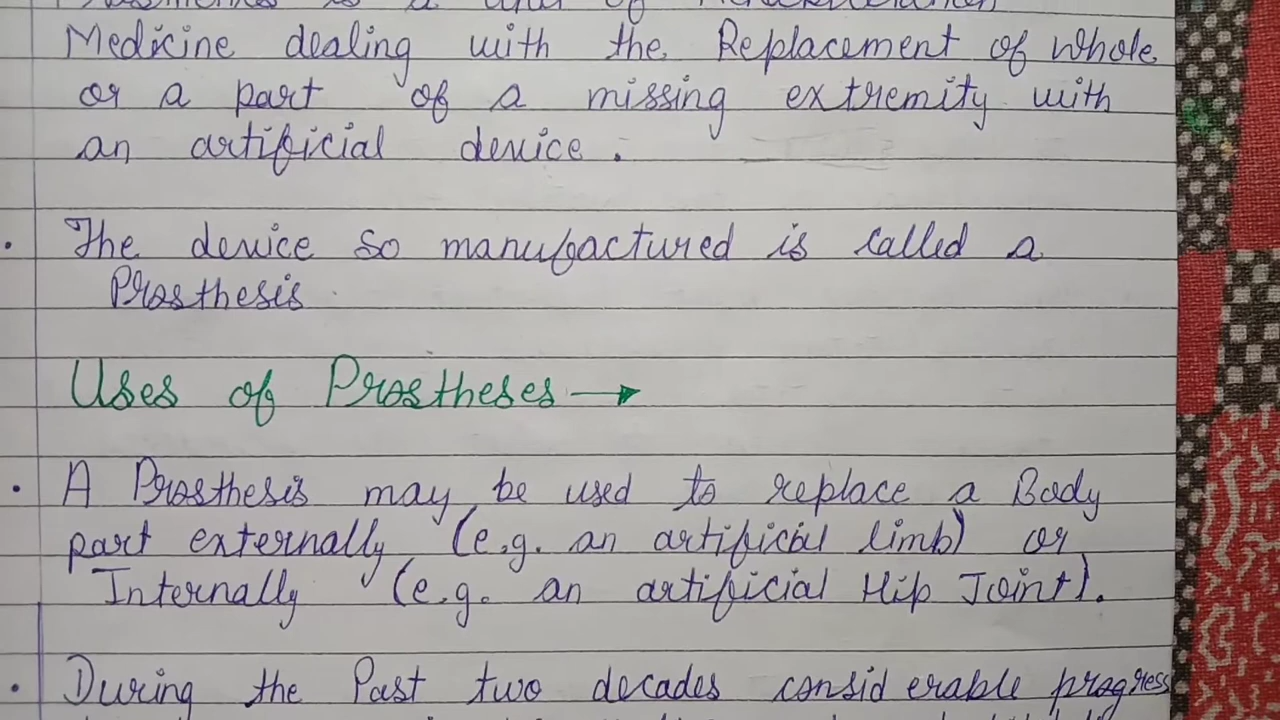 is a of
Medicine dealing with the Replacement of whole
or a part of a missing extremity with
an artificial device.
. The device so manufactured is called a
Prosthesis.
Uses of Prostheses →
. A Prosthesis may be used to replace a Body
part externally (e.g. an artificial limb) or
Internally (e.g. an artificial Hip Joint).
. During the Past two decades considerable progress